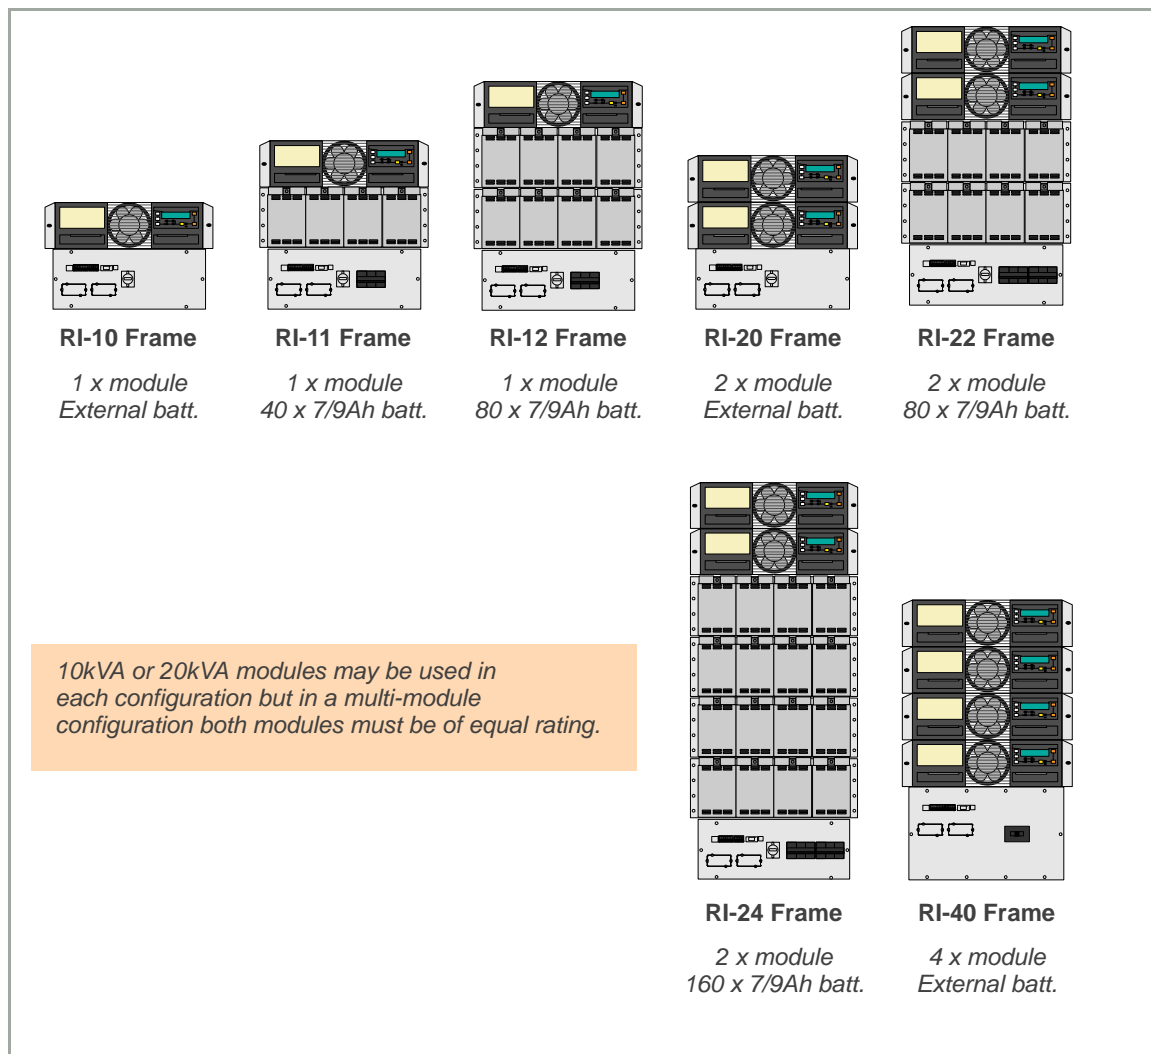 RI-10 Frame
1 x module
External batt.
RI-11 Frame
1 x module
40 x 7/9Ah batt.
RI-12 Frame
1 x module
80 x 7/9Ah batt.
RI-20 Frame
2 x module
External batt.
RI-22 Frame
2 x module
80 x 7/9Ah batt.
10kVA or 20kVA modules may be used in
each configuration but in a multi-module
configuration both modules must be of equal rating.
RI-24 Frame
2 x module
160 x 7/9Ah batt.
RI-40 Frame
4 x module
External batt.